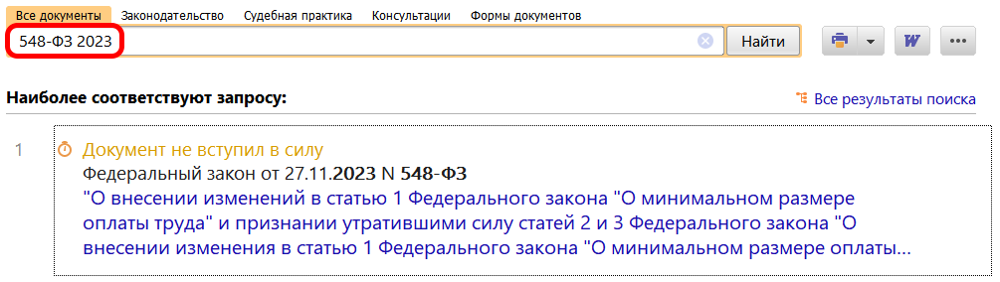 Все документы Законодательство Судебная практика Консультации Формы документов
548-ФЗ 2023 Найти W
Наиболее соответствуют запросу: Все результаты поиска
1 Документ не вступил в силу
Федеральный закон от 27.11.2023 N 548-ФЗ
"О внесении изменений в статью 1 Федерального закона "О минимальном размере
оплаты труда" и признании утратившими силу статей 2 и 3 Федерального закона "О
внесении изменения в статью 1 Федерального закона "О минимальном размере оплаты...